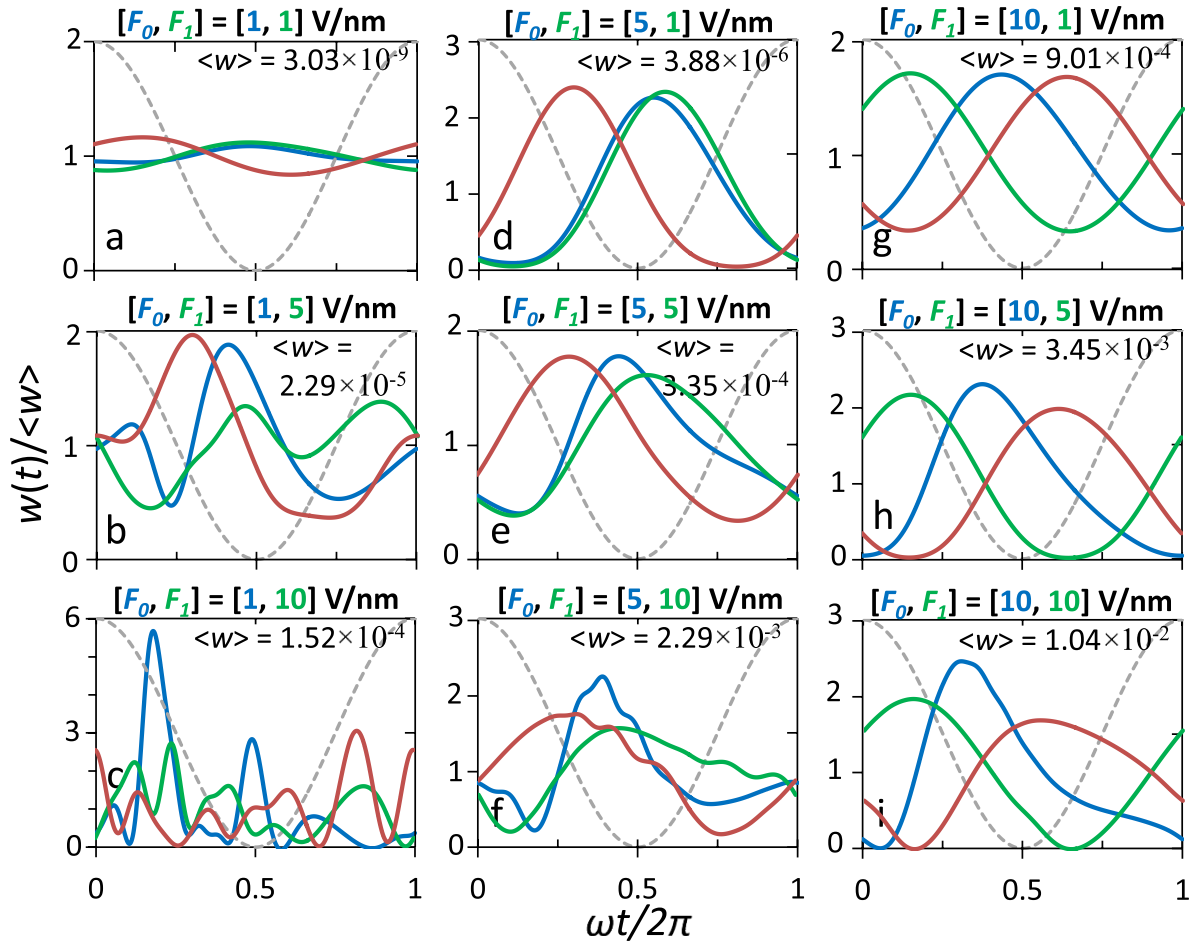 [F0, F1] = [1, 1] V/nm
<w> = 3.03×10-9
2
1
0
a
[F0, F1] = [5, 1] V/nm
<w> = 3.88×10-6
3
2
1
0
d
[F0, F1] = [10, 1] V/nm
<w> = 9.01×10-4
2
1
0
g
[F0, F1] = [1, 5] V/nm
<w> =
2.29×10-5
2
1
0
b
[F0, F1] = [5, 5] V/nm
<w> =
3.35×10-4
2
1
0
e
[F0, F1] = [10, 5] V/nm
<w> = 3.45×10-3
3
2
1
0
h
w(t)/<w>
[F0, F1] = [1, 10] V/nm
<w> = 1.52×10-4
6
3
0
c
0
0.5
1
[F0, F1] = [5, 10] V/nm
<w> = 2.29×10-3
3
2
1
0
f
0
0.5
1
[F0, F1] = [10, 10] V/nm
<w> = 1.04×10-2
3
2
1
0
i
0
0.5
1
ωt/2π